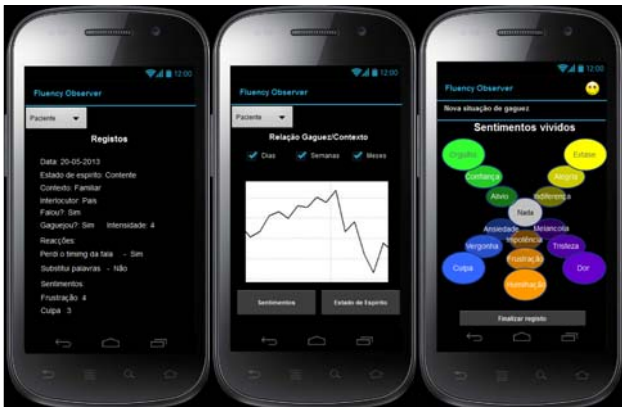 12:00
Fluency Observer
Paciente
Registos
Data: 20-05-2013
Estado de espirito: Contente
Contexto: Familiar
Interlocutor: Pais
Falou?: Sim
Gaguejou?: Sim Intensidade: 4
Reacções:
Perdi o timing da fala - Sim
Substitui palavras - Não
Sentimentos
Frustração 4
Culpa 3
12:00
Fluency Observer
Paciente
Relação Gaguez/Contexto
Dias Semanas Meses
Sentimentos Estado de Espirito
12:00
Fluency Observer
Nova situação de gaguez
Sentimentos vividos
Orgulho Extase
Confiança Alegria
Alivio Indiferença
Nada
Ansiedade Melancolia
Vergonha Impotência Tristeza
Frustração
Culpa Dor
Humilhação
Finalizar registo